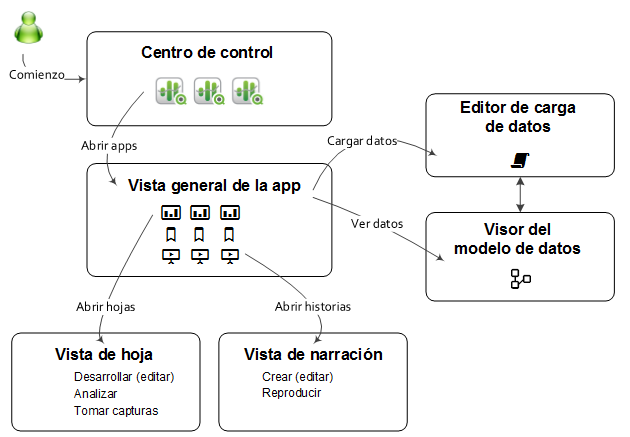 Comienzo
Centro de control
Abrir apps
Vista general de la app
Cargar datos
Editor de carga
de datos
Ver datos
Visor del
modelo de datos
Abrir hojas
Abrir historias
Vista de hoja
Desarrollar (editar)
Analizar
Tomar capturas
Vista de narración
Crear (editar)
Reproducir